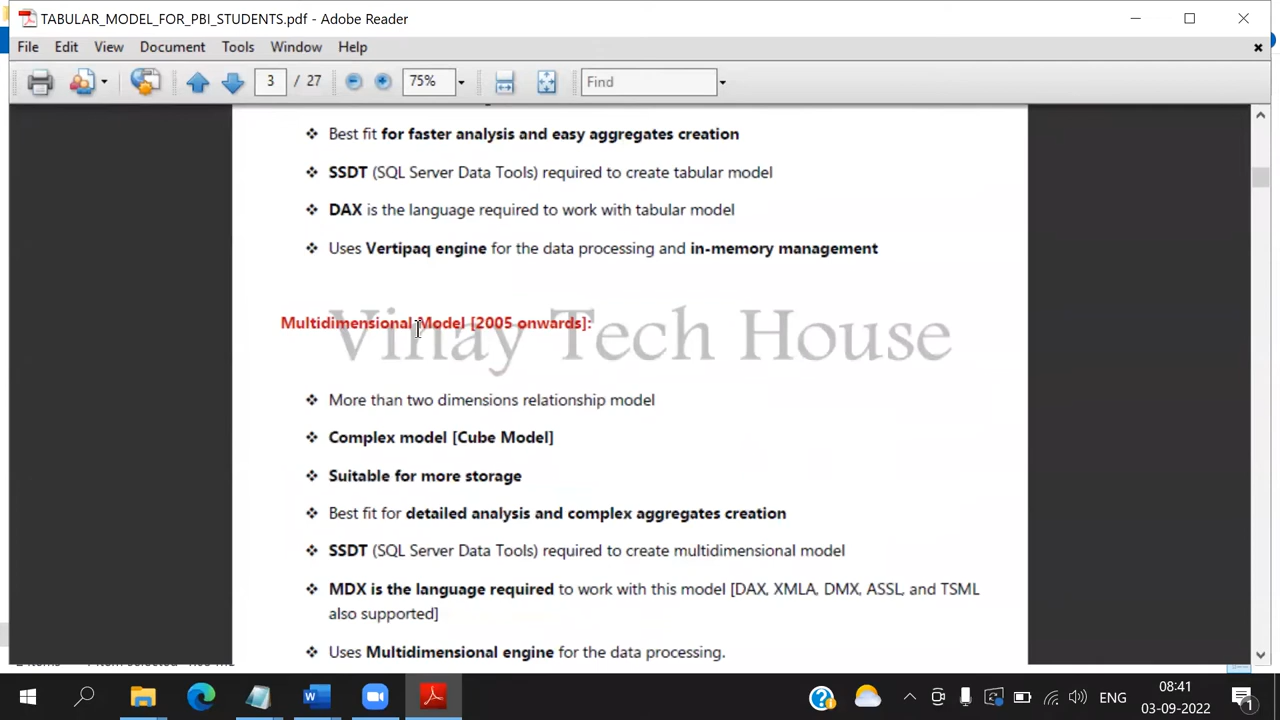 TABULAR_MODEL_FOR_PBI_STUDENTS.pdf - Adobe Reader
File Edit View Document Tools Window Help
3 / 27 75% Find
❖ Best fit for faster analysis and easy aggregates creation
❖ SSDT (SQL Server Data Tools) required to create tabular model
❖ DAX is the language required to work with tabular model
❖ Uses Vertipaq engine for the data processing and in-memory management
Multidimensional Model [2005 onwards]:
Vinay Tech House
❖ More than two dimensions relationship model
❖ Complex model [Cube Model]
❖ Suitable for more storage
❖ Best fit for detailed analysis and complex aggregates creation
❖ SSDT (SQL Server Data Tools) required to create multidimensional model
❖ MDX is the language required to work with this model [DAX, XMLA, DMX, ASSL, and TSML
also supported]
❖ Uses Multidimensional engine for the data processing.
ENG
08:41
03-09-2022
1